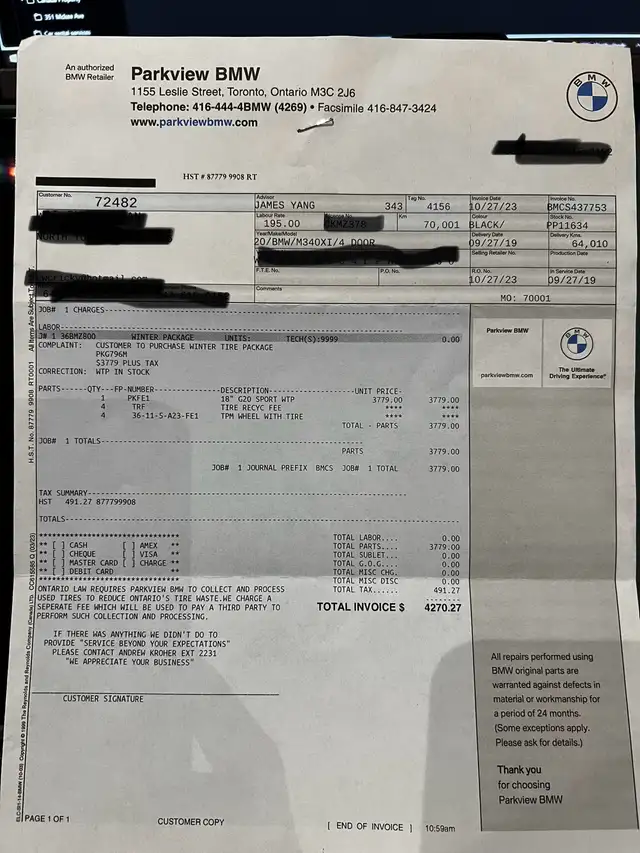 351 McGee Ave
Car rental services
An authorized
BMW Retailer
Parkview BMW
1155 Leslie Street, Toronto, Ontario M3C 2J6
Telephone: 416-444-4BMW (4269) • Facsimile 416-847-3424
www.parkviewbmw.com
BMW
HST # 87779 9908 RT
Customer No. 72482
Advisor JAMES YANG 343
Tag No. 4156
Invoice Date 10/27/23
Invoice No. BMCS437753
Labour Rate 195.00
Km 70,001
Colour BLACK/
Stock No. PP11634
Year/Make/Model 20/BMW/M340XI/4 DOOR
Delivery Date 09/27/19
Delivery Kms. 64,010
Selling Retailer No.
Production Date
F.T.E. No.
P.O. No.
R.O. No. 10/27/23
In Service Date 09/27/19
Comments
MO: 70001
JOB# 1 CHARGES
LABOR
J# 1 36BMZ800 WINTER PACKAGE UNITS: TECH(S):9999 0.00
COMPLAINT: CUSTOMER TO PURCHASE WINTER TIRE PACKAGE
PKG796M
$3779 PLUS TAX
CORRECTION: WTP IN STOCK
PARTS------QTY---FP-NUMBER---------------DESCRIPTION--------------------UNIT PRICE-
1 PKFE1 18" G20 SPORT WTP 3779.00 3779.00
4 TRF TIRE RECYC FEE **** ****
4 36-11-5-A23-FE1 TPM WHEEL WITH TIRE **** ****
TOTAL - PARTS 3779.00
JOB# 1 TOTALS
PARTS 3779.00
JOB# 1 JOURNAL PREFIX BMCS JOB# 1 TOTAL 3779.00
TAX SUMMARY
HST 491.27 877799908
TOTALS
** [ ] CASH [ ] AMEX **
** [ ] CHEQUE [ ] VISA **
** [ ] MASTER CARD [ ] CHARGE **
** [ ] DEBIT CARD **
TOTAL LABOR.... 0.00
TOTAL PARTS.... 3779.00
TOTAL SUBLET... 0.00
TOTAL G.O.G.... 0.00
TOTAL MISC CHG. 0.00
TOTAL MISC DISC 0.00
TOTAL TAX...... 491.27
TOTAL INVOICE $ 4270.27
ONTARIO LAW REQUIRES PARKVIEW BMW TO COLLECT AND PROCESS
USED TIRES TO REDUCE ONTARIO'S TIRE WASTE.WE CHARGE A
SEPERATE FEE WHICH WILL BE USED TO PAY A THIRD PARTY TO
PERFORM SUCH COLLECTION AND PROCESSING.
IF THERE WAS ANYTHING WE DIDN'T DO TO
PROVIDE "SERVICE BEYOND YOUR EXPECTATIONS"
PLEASE CONTACT ANDREW KROHER EXT 2231
"WE APPRECIATE YOUR BUSINESS"
CUSTOMER SIGNATURE
Parkview BMW
parkviewbmw.com
BMW
The Ultimate
Driving Experience®
All repairs performed using
BMW original parts are
warranted against defects in
material or workmanship for
a period of 24 months.
(Some exceptions apply.
Please ask for details.)
Thank you
for choosing
Parkview BMW
PAGE 1 OF 1
CUSTOMER COPY
[ END OF INVOICE ] 10:59am
H.S.T. No. 87779 9908 RT0001